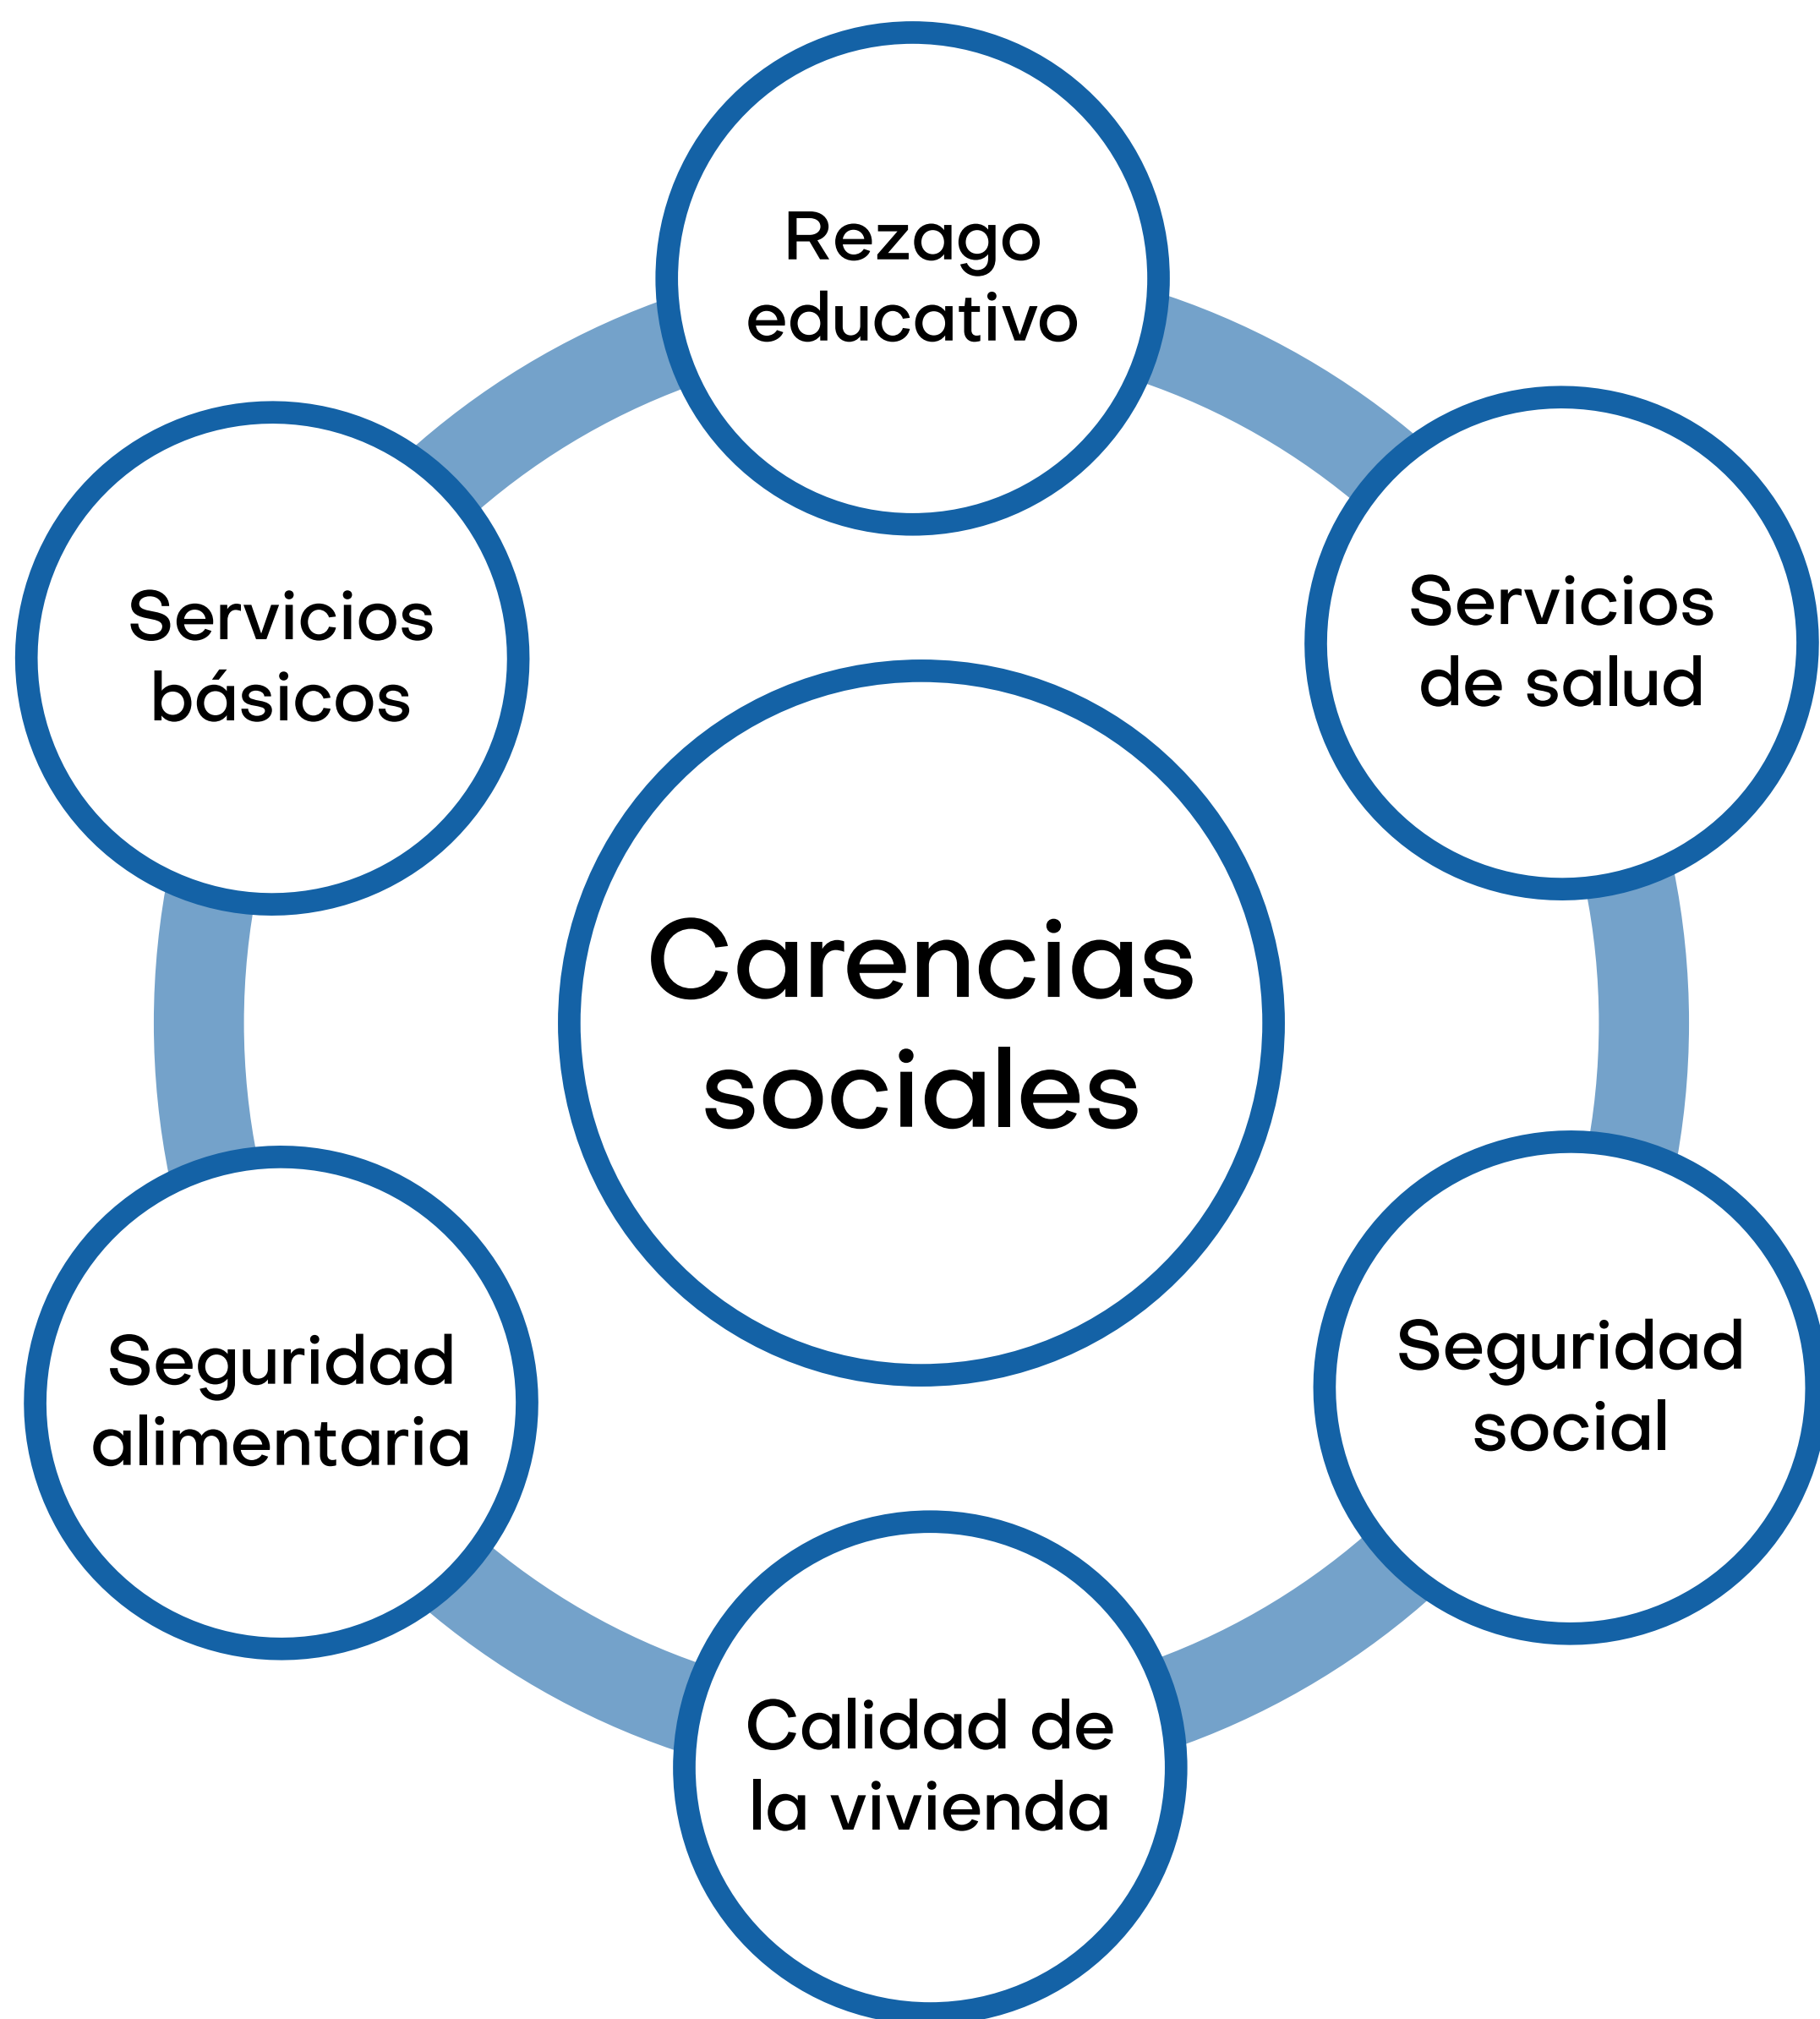 Rezago
educativo
Servicios
básicos
Servicios
de salud
Carencias
sociales
Seguridad
alimentaria
Seguridad
social
Calidad de
la vivienda